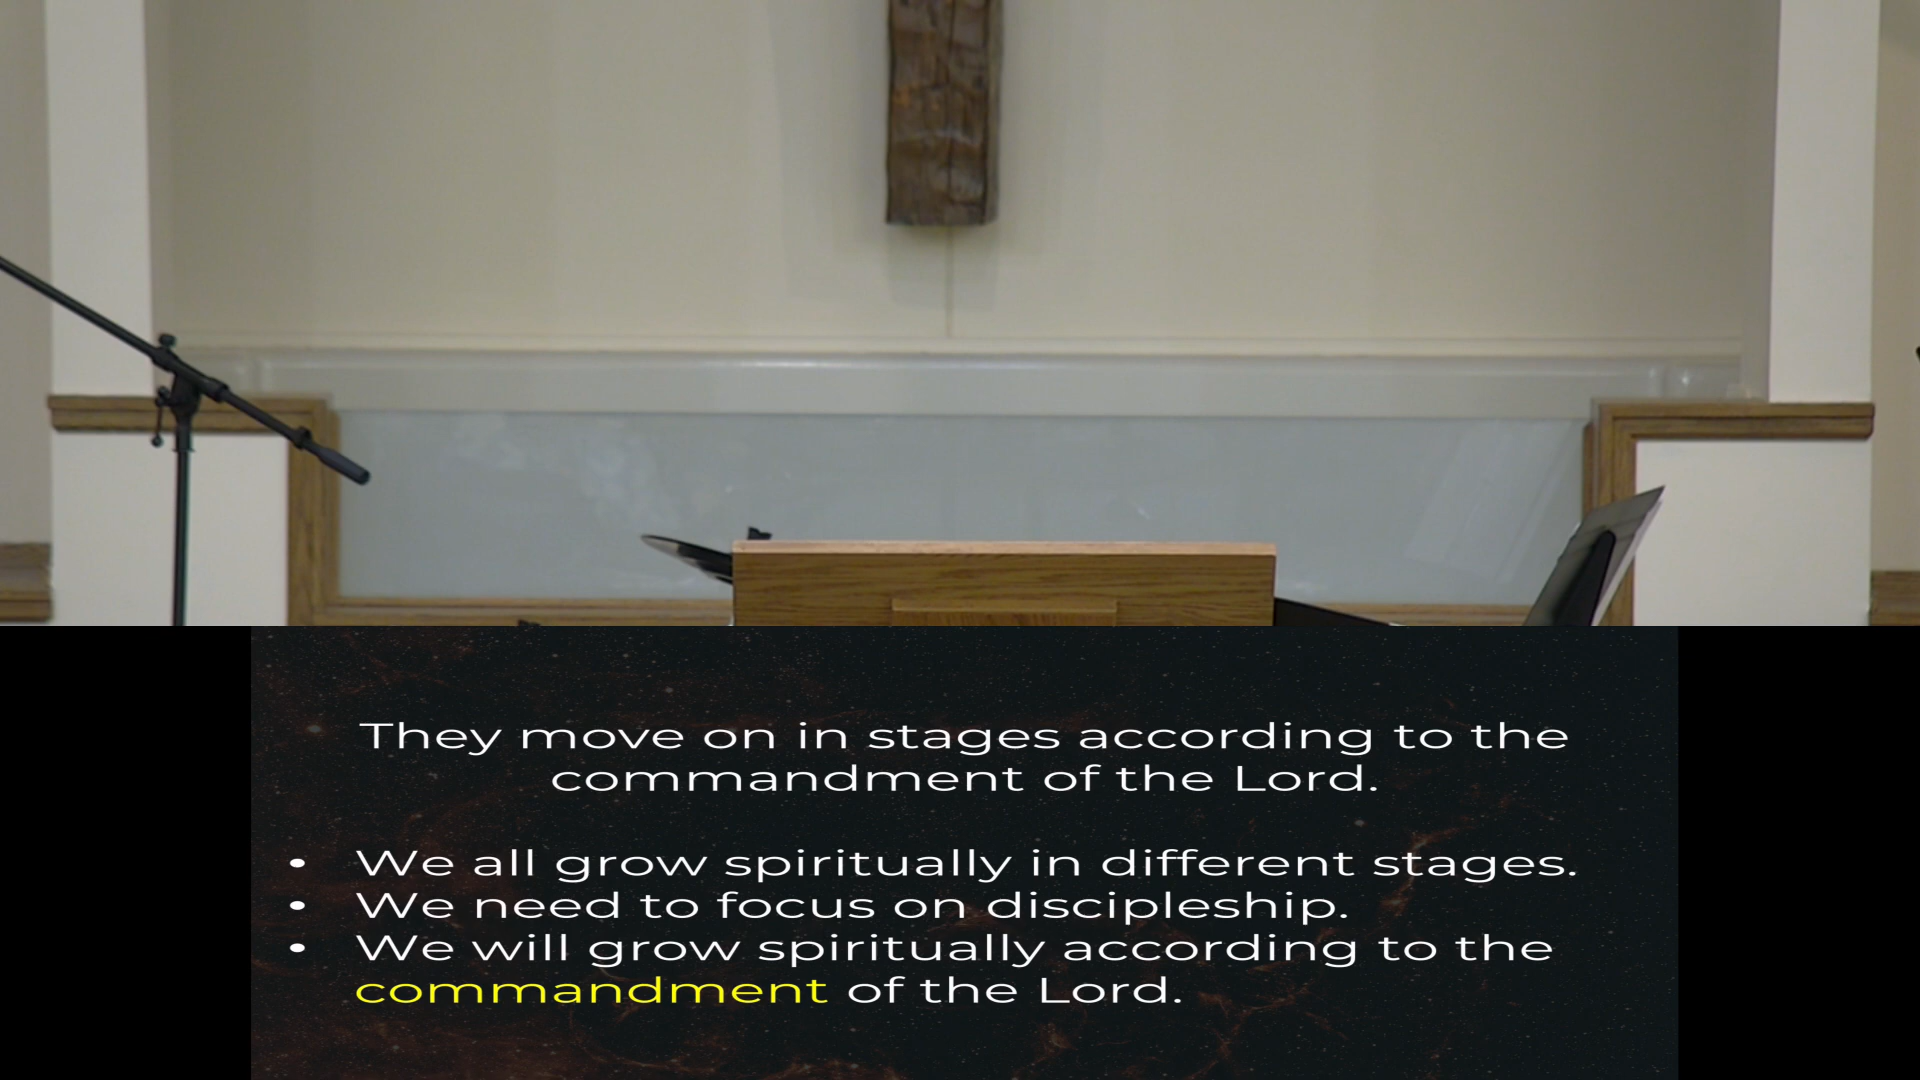 They move on in stages according to the
commandment of the Lord.
• We all grow spiritually in different stages.
• We need to focus on discipleship.
• We will grow spiritually according to the
commandment of the Lord.